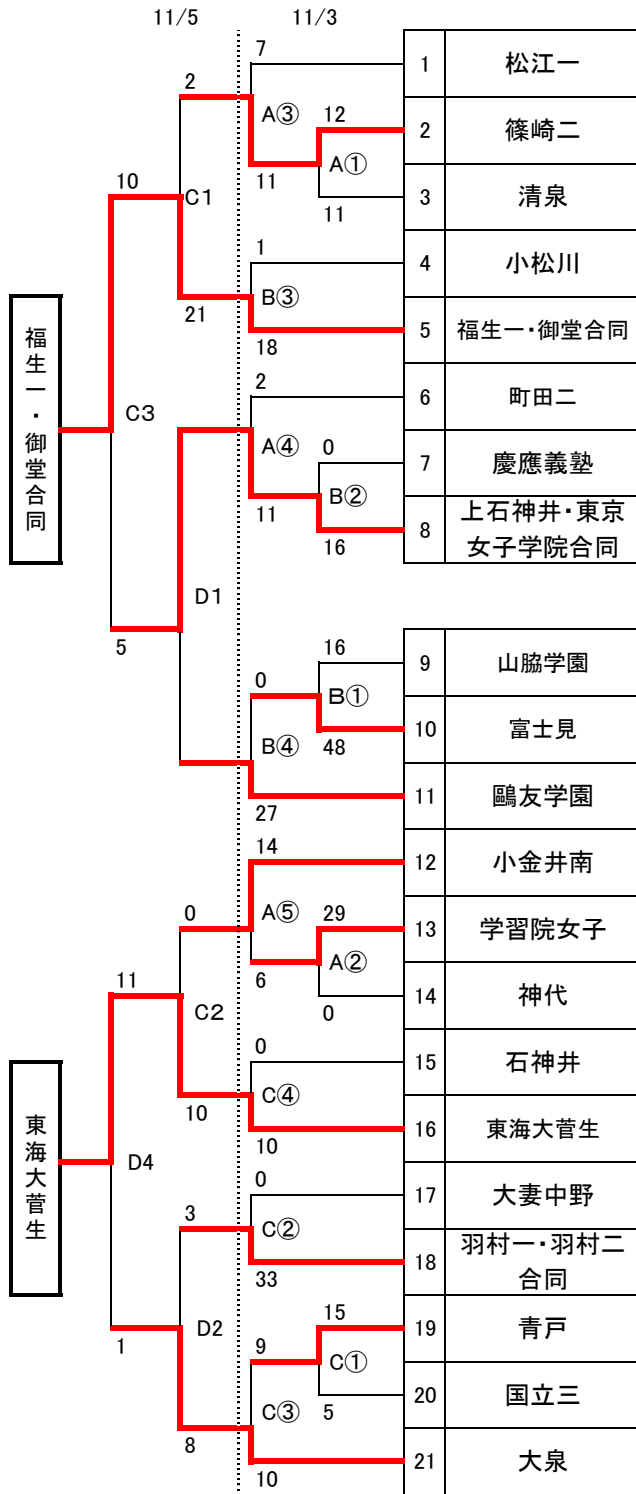 11/5
11/3
7
1
松江一
2
A③
12
2
篠崎二
11
A①
10
C1
11
3
清泉
1
4
小松川
21
B③
18
5
福生一・御堂合同
福生一・御堂合同
2
6
町田二
C3
A④
0
7
慶應義塾
11
B②
16
8
上石神井・東京
女子学院合同
D1
5
16
9
山脇学園
0
B①
B④
48
10
富士見
27
11
鷗友学園
14
12
小金井南
0
A⑤
29
13
学習院女子
11
6
A②
C2
0
14
神代
0
15
石神井
10
C④
10
16
東海大菅生
東海大菅生
D4
0
17
大妻中野
3
C②
33
18
羽村一・羽村二
合同
1
D2
15
19
青戸
9
C①
C③
5
20
国立三
8
10
21
大泉